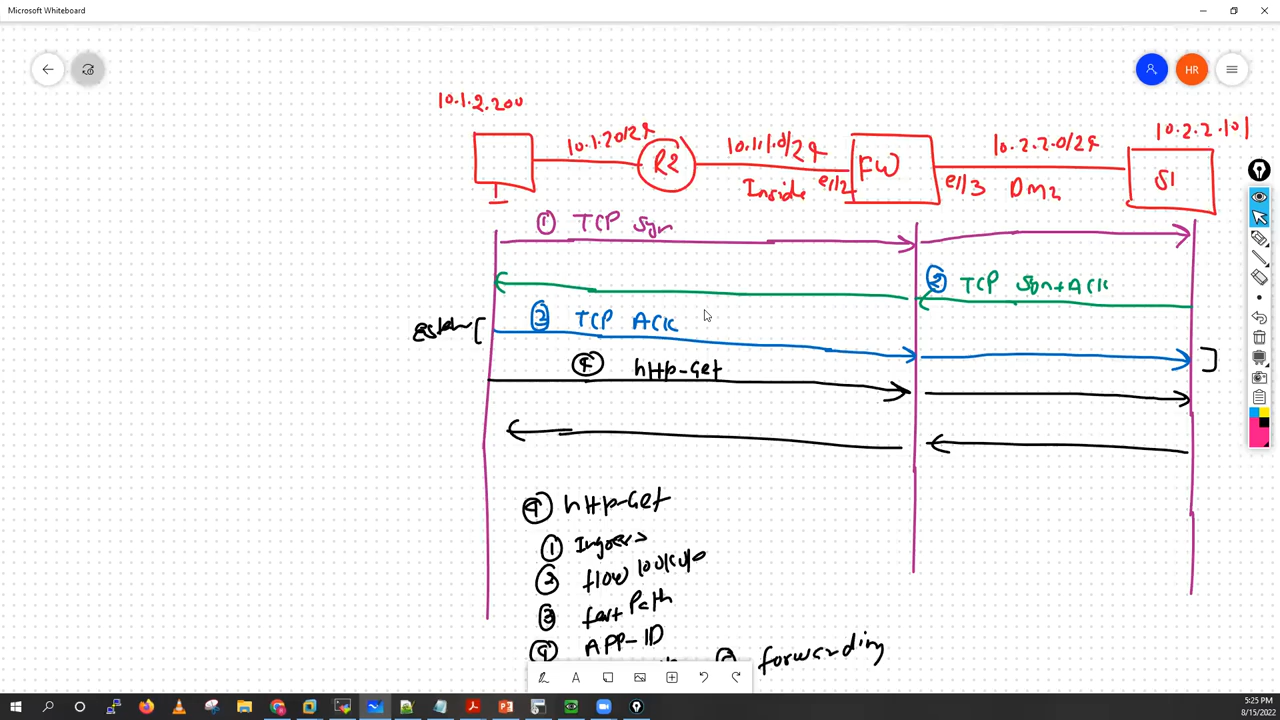 Microsoft Whiteboard
HR
10.1.2.200
10.1.20/24
R2
10.1.1.0/24
Inside
e1/2
FW
e1/3
10.2.2.0/24
DMZ
10.2.2.101
S1
① TCP Syn
② TCP Syn+ACK
③ TCP ACK
④ http-Get
④ http-Get
① Ingress
② flow lookup
③ fast Path
④ APP-ID
forwarding
5:25 PM
8/15/2022